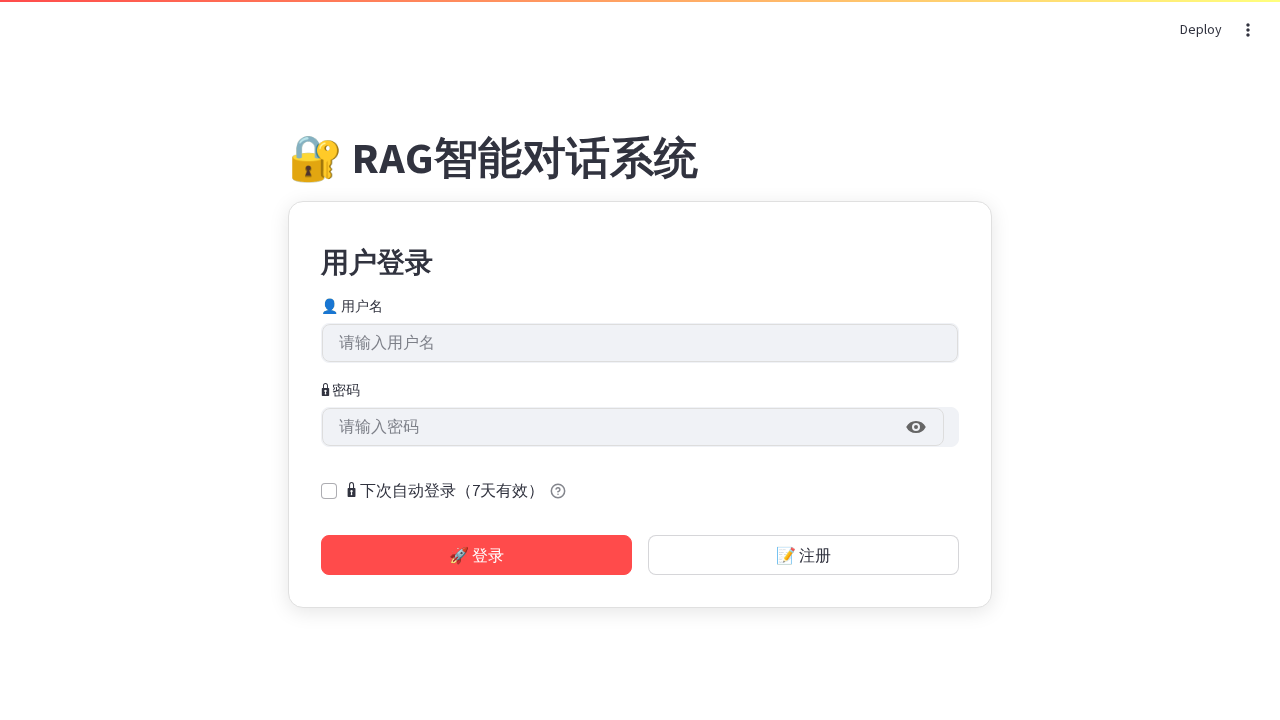 Deploy
🔐 RAG智能对话系统
用户登录
👤 用户名
请输入用户名
🔒 密码
请输入密码
🔒 下次自动登录（7天有效）
🚀 登录
📝 注册